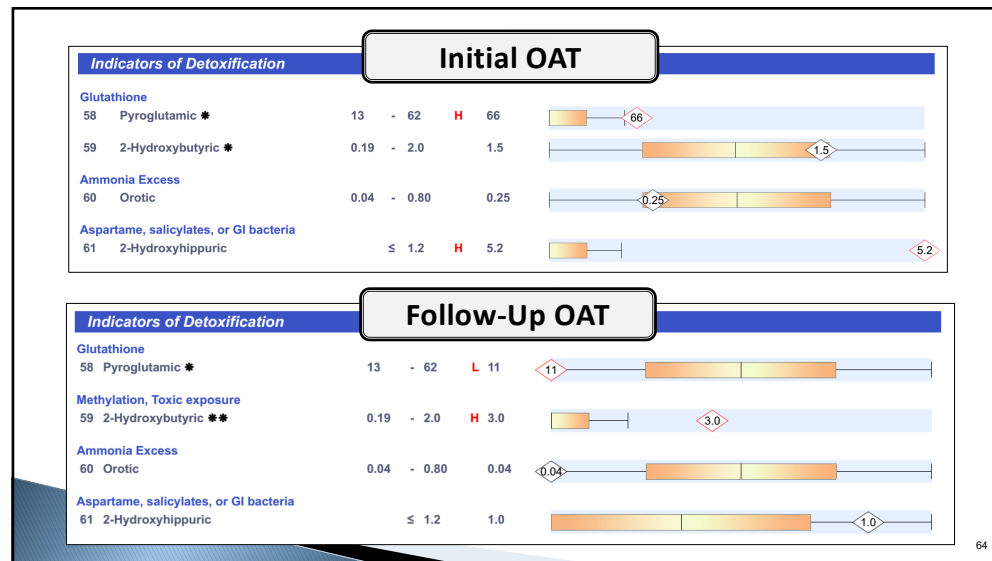 Initial OAT
Indicators of Detoxification
Glutathione
58 Pyroglutamic ✱ 13 - 62 H 66 66
59 2-Hydroxybutyric ✱ 0.19 - 2.0 1.5 1.5
Ammonia Excess
60 Orotic 0.04 - 0.80 0.25 0.25
Aspartame, salicylates, or GI bacteria
61 2-Hydroxyhippuric ≤ 1.2 H 5.2 5.2
Follow-Up OAT
Indicators of Detoxification
Glutathione
58 Pyroglutamic ✱ 13 - 62 L 11 11
Methylation, Toxic exposure
59 2-Hydroxybutyric ✱✱ 0.19 - 2.0 H 3.0 3.0
Ammonia Excess
60 Orotic 0.04 - 0.80 0.04 0.04
Aspartame, salicylates, or GI bacteria
61 2-Hydroxyhippuric ≤ 1.2 1.0 1.0
64